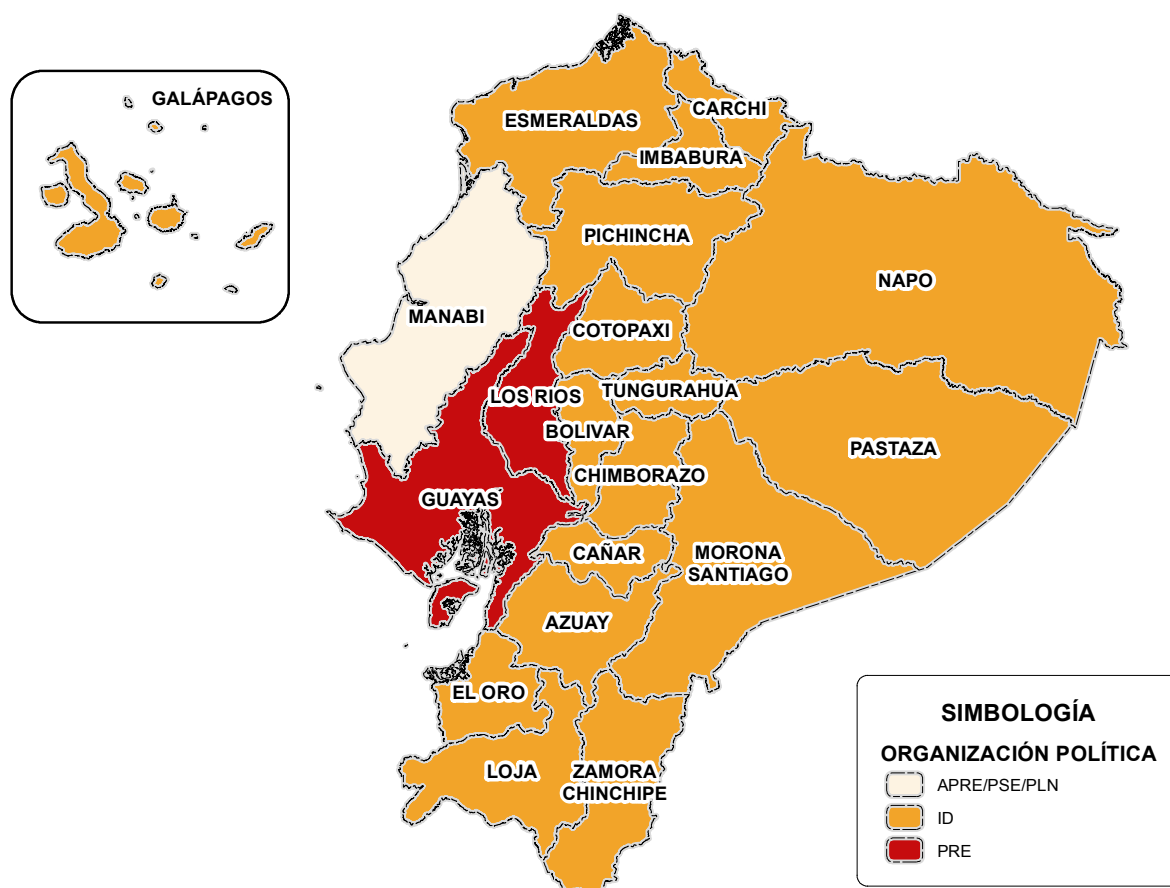 GALÁPAGOS
ESMERALDAS
CARCHI
IMBABURA
PICHINCHA
NAPO
MANABI
COTOPAXI
LOS RIOS
TUNGURAHUA
BOLIVAR
PASTAZA
CHIMBORAZO
GUAYAS
CAÑAR
MORONA
SANTIAGO
AZUAY
EL ORO
LOJA
ZAMORA
CHINCHIPE
SIMBOLOGÍA
ORGANIZACIÓN POLÍTICA
APRE/PSE/PLN
ID
PRE